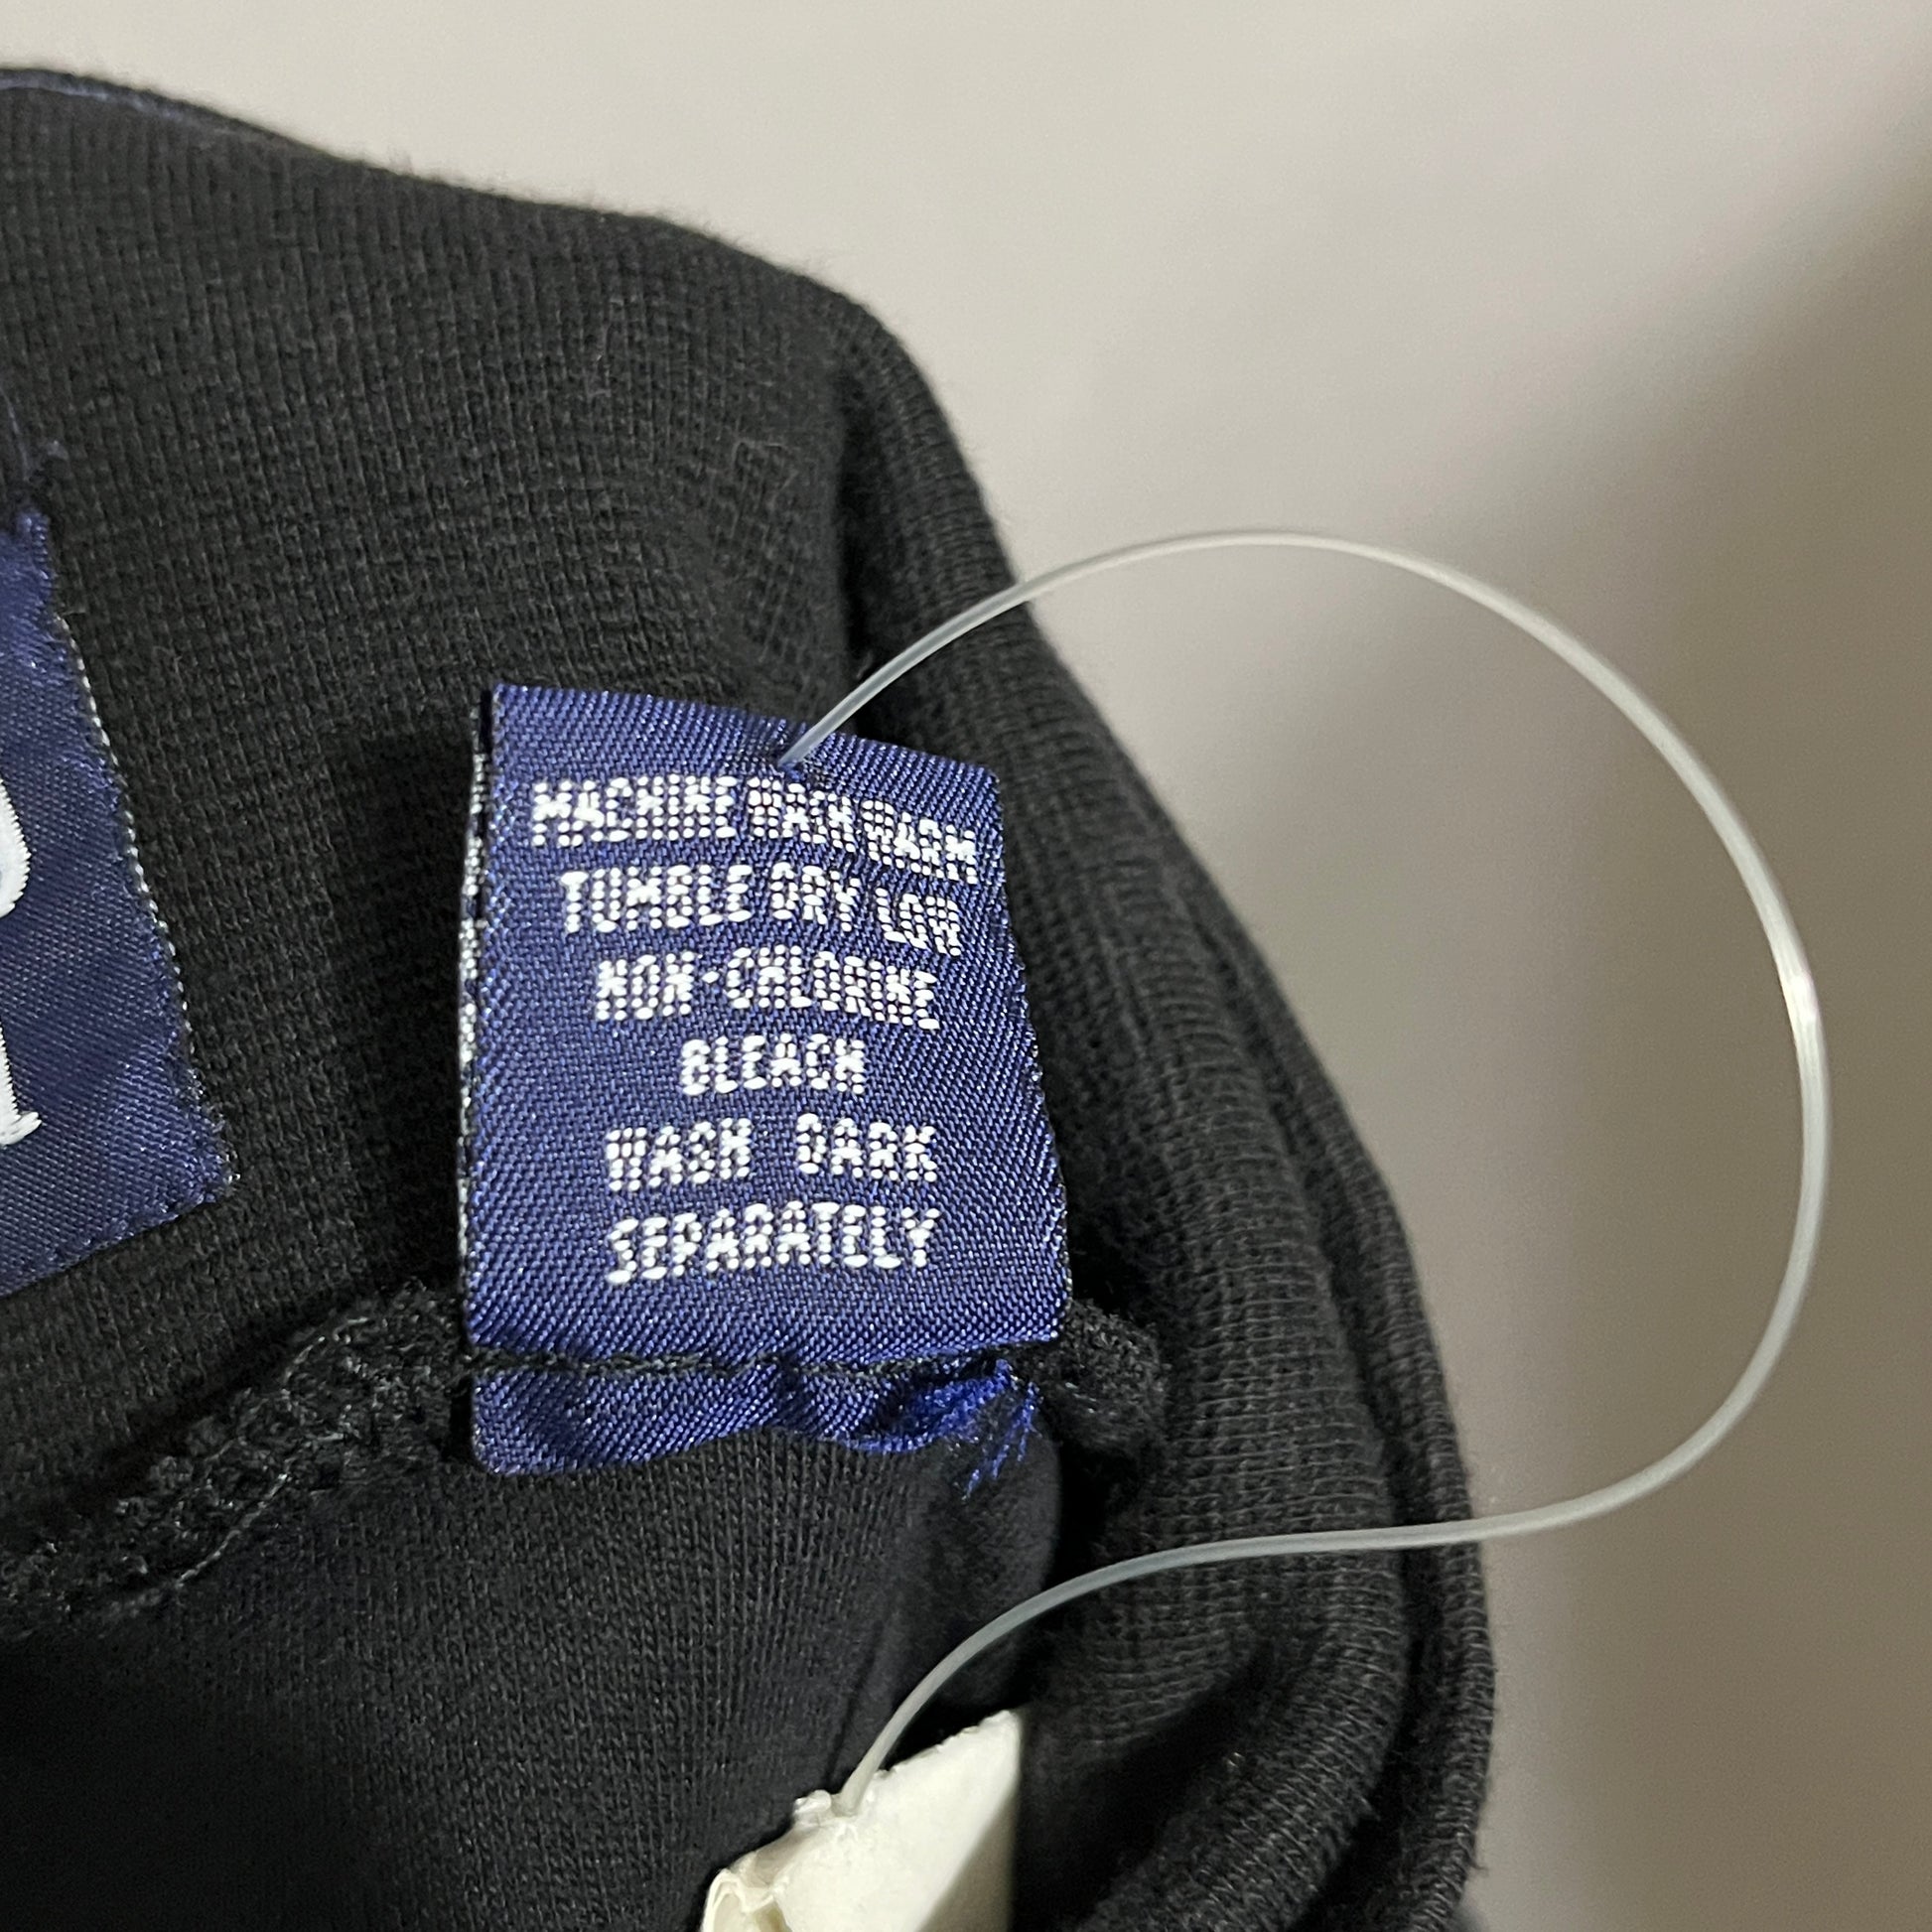 MACHINE WASH WARM
TUMBLE DRY LOW
NON-CHLORINE
BLEACH
WASH DARK
SEPARATELY